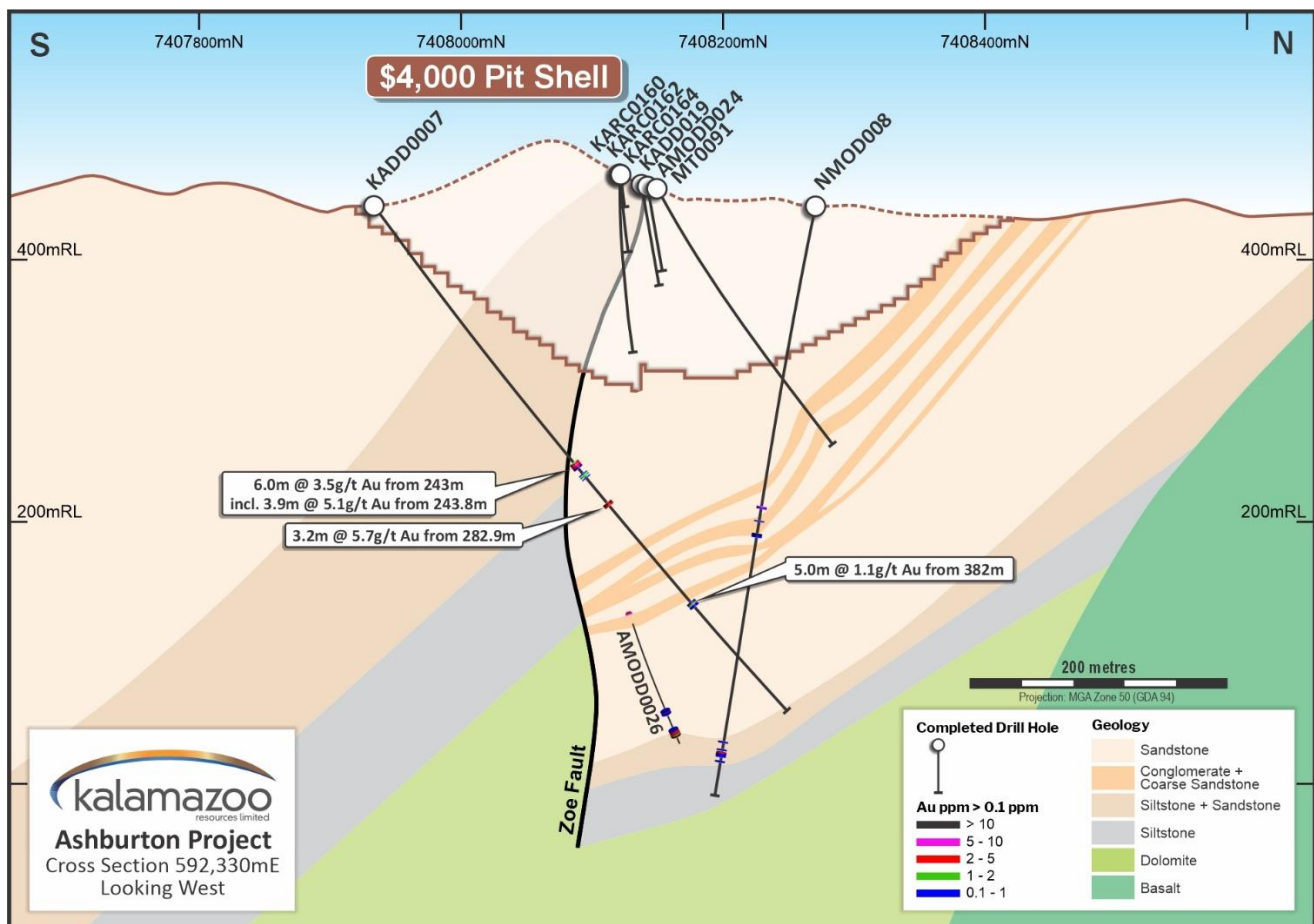 S
7407800mN
7408000mN
7408200mN
7408400mN
N
$4,000 Pit Shell
KADD0007
KARC0160
KARC0162
KARC0164
KADD019
AMODD024
MT0091
NMOD008
400mRL
400mRL
6.0m @ 3.5g/t Au from 243m
incl. 3.9m @ 5.1g/t Au from 243.8m
3.2m @ 5.7g/t Au from 282.9m
200mRL
200mRL
5.0m @ 1.1g/t Au from 382m
AMODD0026
Zoe Fault
200 metres
Projection: MGA Zone 50 (GDA 94)
kalamazoo
resources limited
Ashburton Project
Cross Section 592,330mE
Looking West
Completed Drill Hole
Au ppm > 0.1 ppm
> 10
5 - 10
2 - 5
1 - 2
0.1 - 1
Geology
Sandstone
Conglomerate +
Coarse Sandstone
Siltstone + Sandstone
Siltstone
Dolomite
Basalt